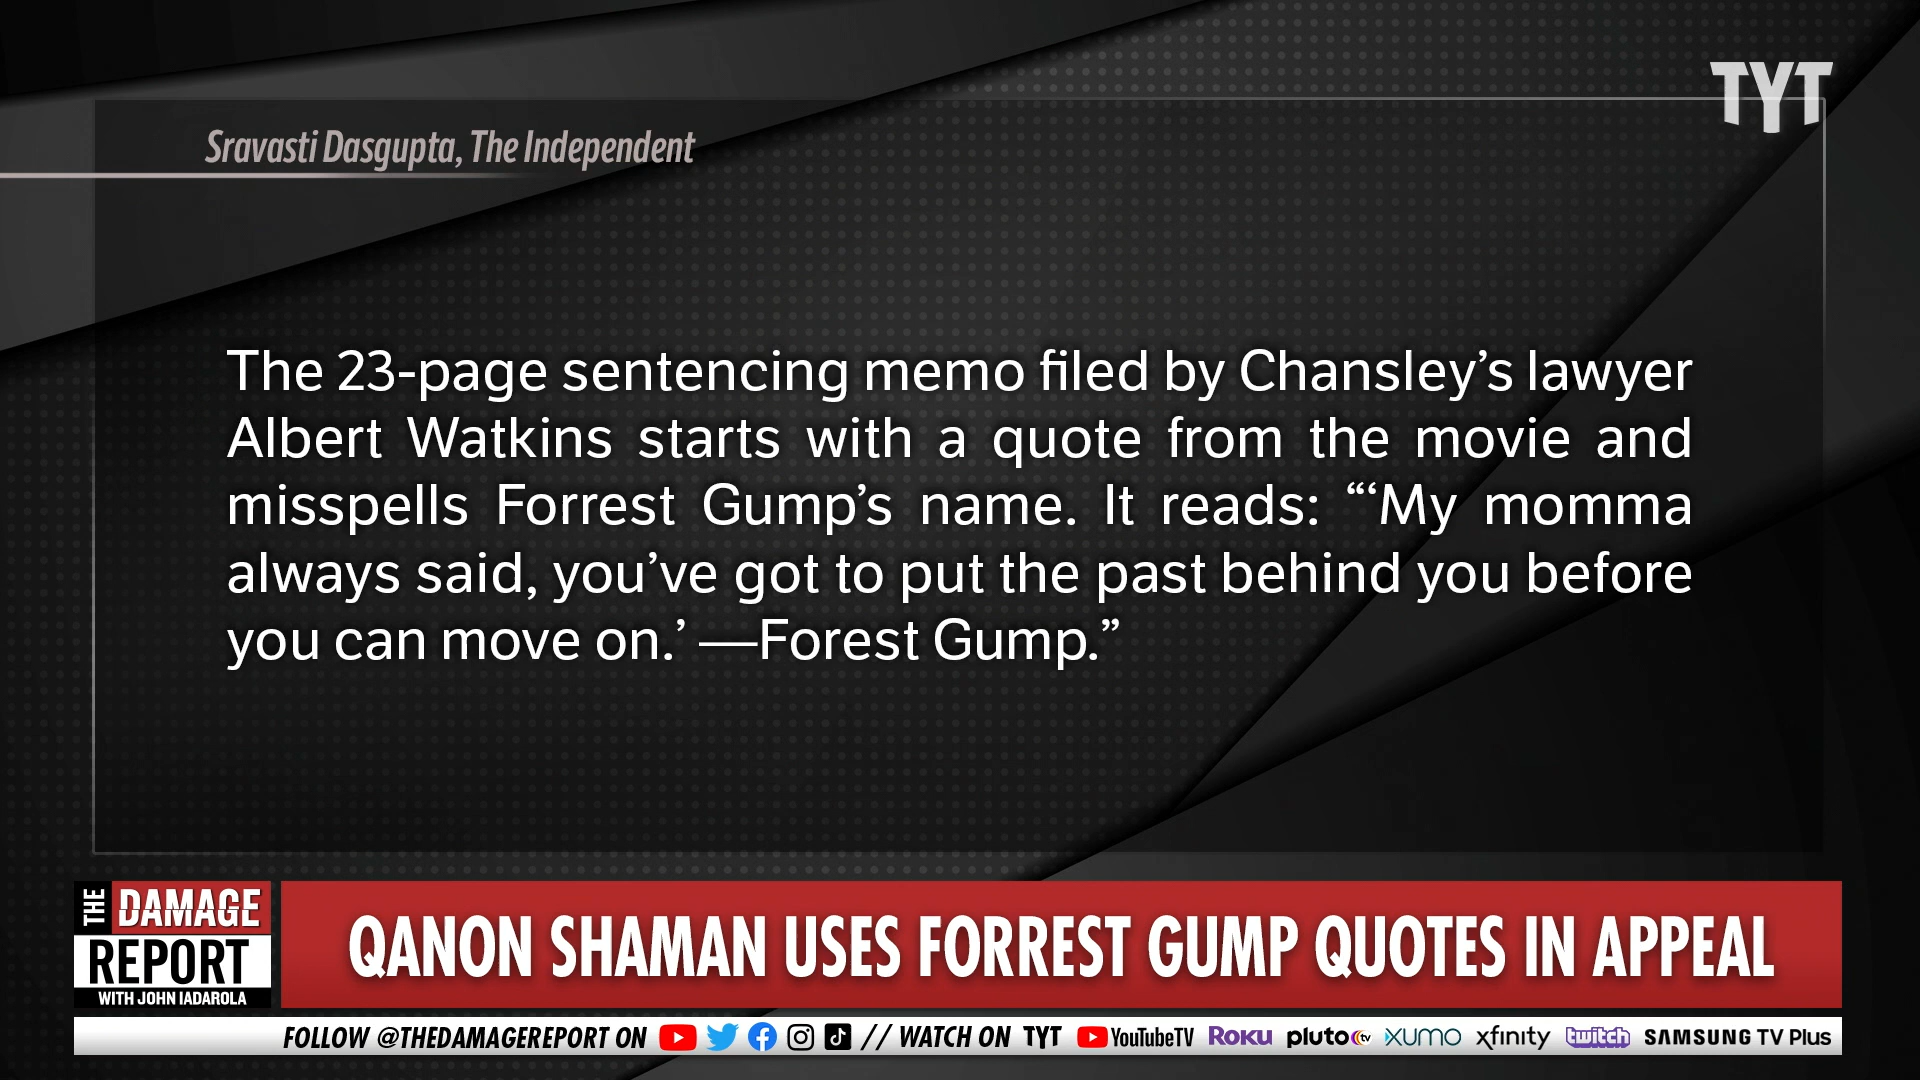 TYT
Sravasti Dasgupta, The Independent
The 23-page sentencing memo filed by Chansley’s lawyer
Albert Watkins starts with a quote from the movie and
misspells Forrest Gump’s name. It reads: “‘My momma
always said, you’ve got to put the past behind you before
you can move on.’ —Forest Gump.”
THE DAMAGE
REPORT
WITH JOHN IADAROLA
QANON SHAMAN USES FORREST GUMP QUOTES IN APPEAL
FOLLOW @THEDAMAGEREPORT ON // WATCH ON TYT YouTubeTV ROKU pluto tv XUMO xfinity twitch SAMSUNG TV Plus